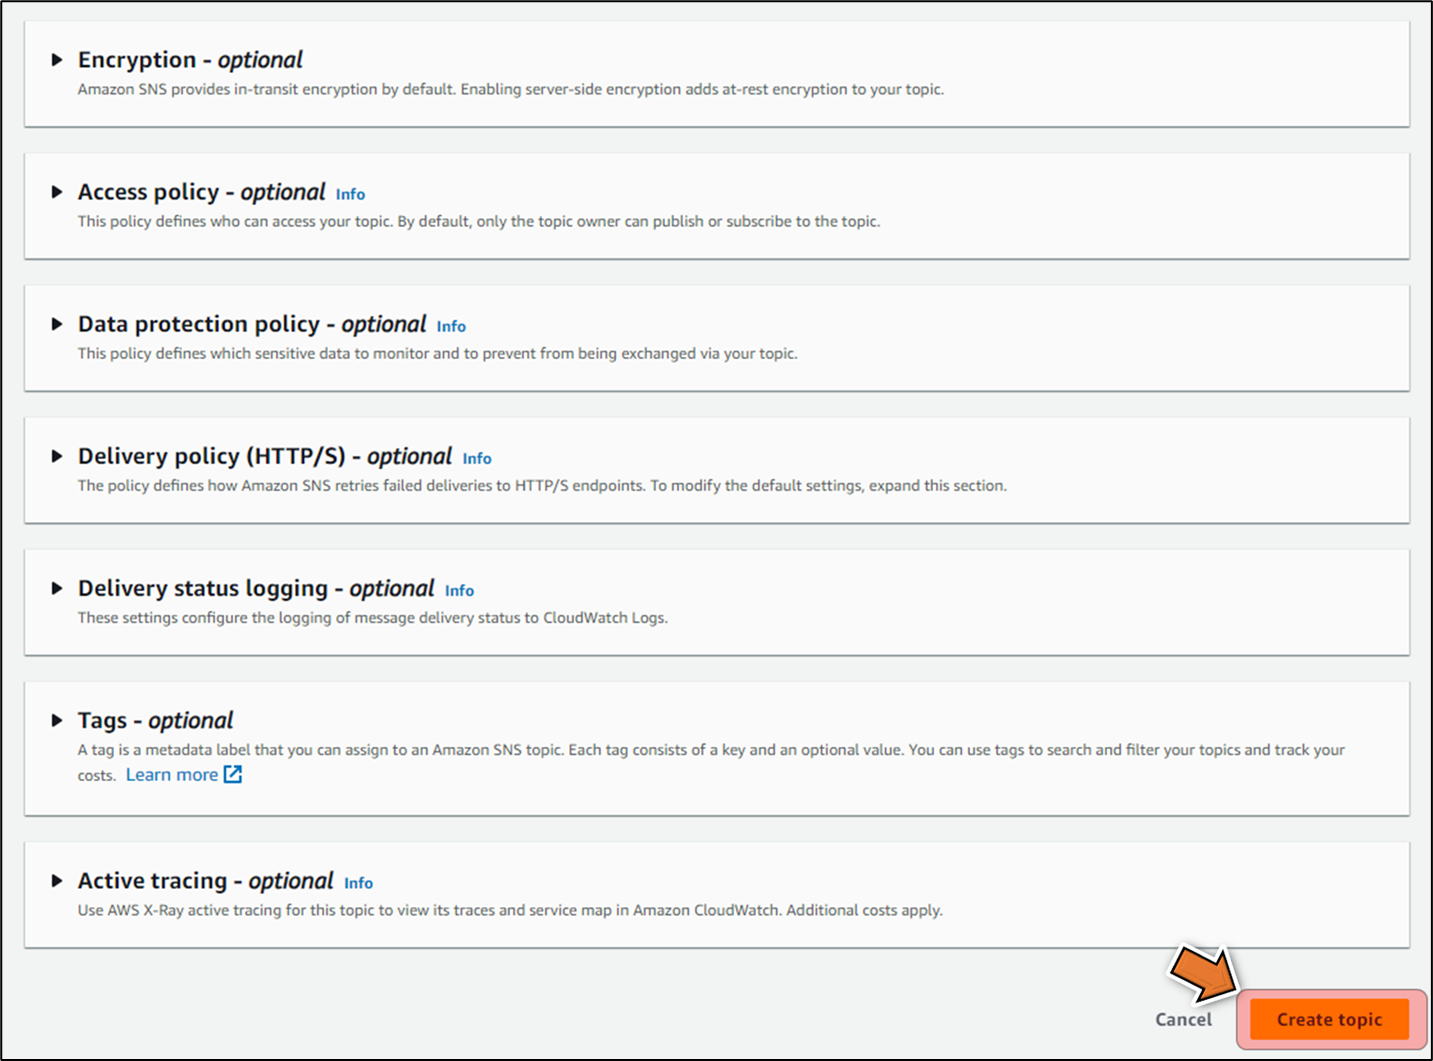 Encryption - optional
Amazon SNS provides in-transit encryption by default. Enabling server-side encryption adds at-rest encryption to your topic.
Access policy - optional Info
This policy defines who can access your topic. By default, only the topic owner can publish or subscribe to the topic.
Data protection policy - optional Info
This policy defines which sensitive data to monitor and to prevent from being exchanged via your topic.
Delivery policy (HTTP/S) - optional Info
The policy defines how Amazon SNS retries failed deliveries to HTTP/S endpoints. To modify the default settings, expand this section.
Delivery status logging - optional Info
These settings configure the logging of message delivery status to CloudWatch Logs.
Tags - optional
A tag is a metadata label that you can assign to an Amazon SNS topic. Each tag consists of a key and an optional value. You can use tags to search and filter your topics and track your
costs. Learn more
Active tracing - optional Info
Use AWS X-Ray active tracing for this topic to view its traces and service map in Amazon CloudWatch. Additional costs apply.
Cancel Create topic